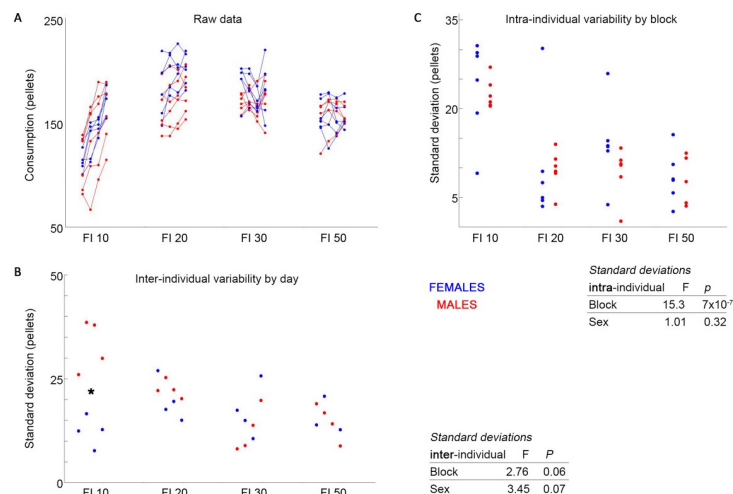 A
Raw data
250
150
50
Consumption (pellets)
FI 10
FI 20
FI 30
FI 50
C
Intra-individual variability by block
35
20
5
Standard deviation (pellets)
FI 10
FI 20
FI 30
FI 50
B
Inter-individual variability by day
50
25
0
Standard deviation (pellets)
*
FI 10
FI 20
FI 30
FI 50
FEMALES
MALES
Standard deviations
intra-individual F p
Block 15.3 7x10⁻⁷
Sex 1.01 0.32
Standard deviations
inter-individual F P
Block 2.76 0.06
Sex 3.45 0.07